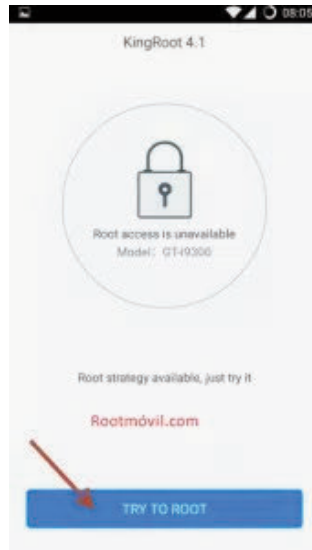 08:05
KingRoot 4.1
Root access is unavailable
Model: GT-I9300
Root strategy available, just try it
Rootmóvil.com
TRY TO ROOT